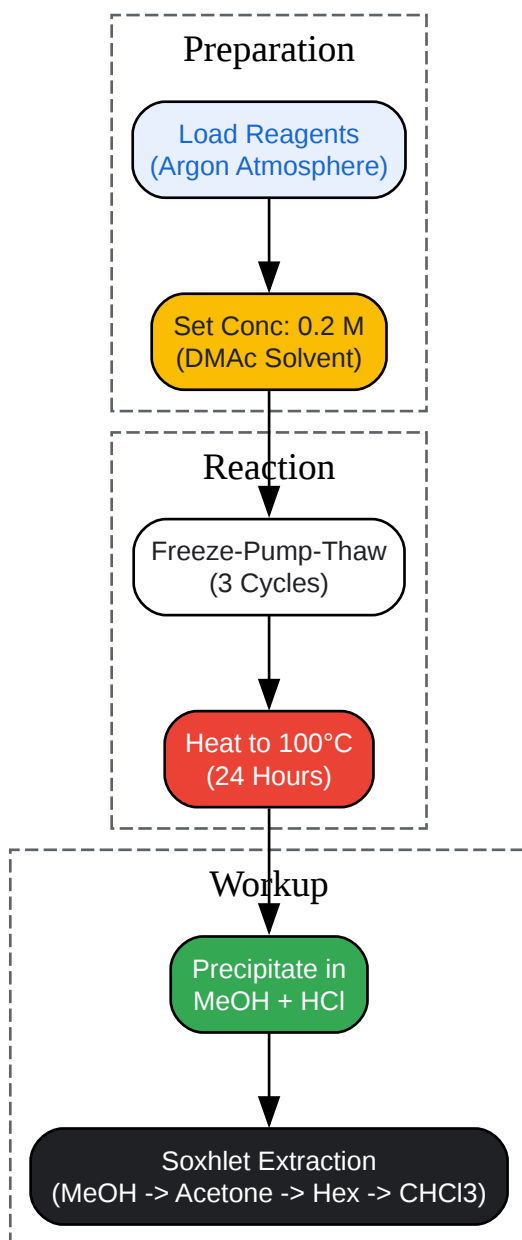 Preparation
Load Reagents
(Argon Atmosphere)
Set Conc: 0.2 M
(DMAc Solvent)
Reaction
Freeze-Pump-Thaw
(3 Cycles)
Heat to 100°C
(24 Hours)
Workup
Precipitate in
MeOH + HCl
Soxhlet Extraction
(MeOH -> Acetone -> Hex -> CHCl3)